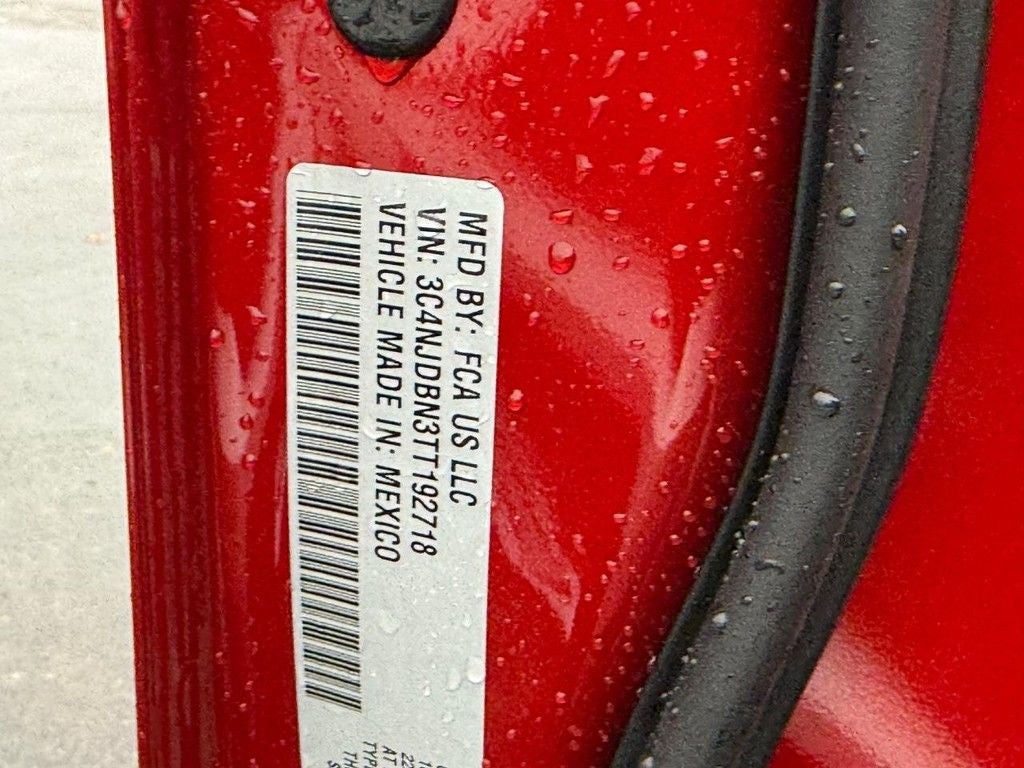 MFD BY: FCA US LLC
VIN: 3C4NJDBN3TT192718
VEHICLE MADE IN: MEXICO